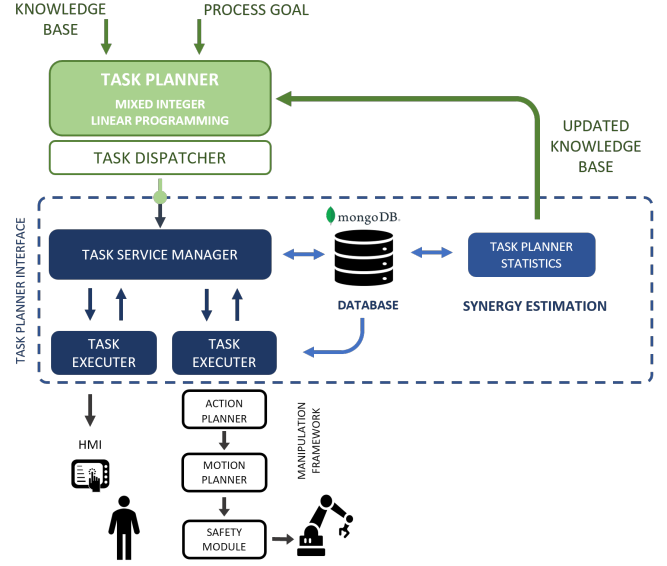 KNOWLEDGE
BASE
PROCESS GOAL
TASK PLANNER
MIXED INTEGER
LINEAR PROGRAMMING
TASK DISPATCHER
UPDATED
KNOWLEDGE
BASE
TASK PLANNER INTERFACE
mongoDB.
TASK SERVICE MANAGER
TASK PLANNER
STATISTICS
DATABASE
SYNERGY ESTIMATION
TASK
EXECUTER
TASK
EXECUTER
ACTION
PLANNER
MANIPULATION
FRAMEWORK
HMI
MOTION
PLANNER
SAFETY
MODULE